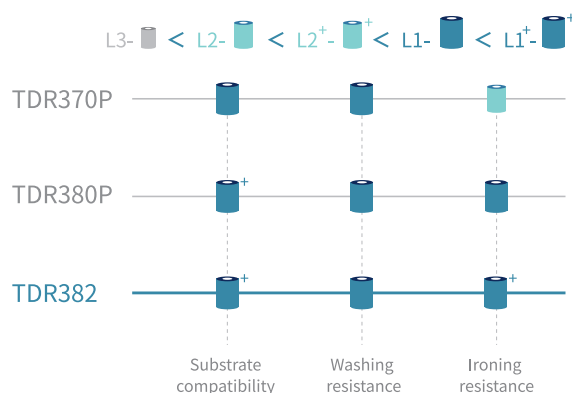 L3- < L2- < L2⁺- + < L1- < L1⁺- +
TDR370P
TDR380P +
TDR382 + +
Substrate compatibility
Washing resistance
Ironing resistance